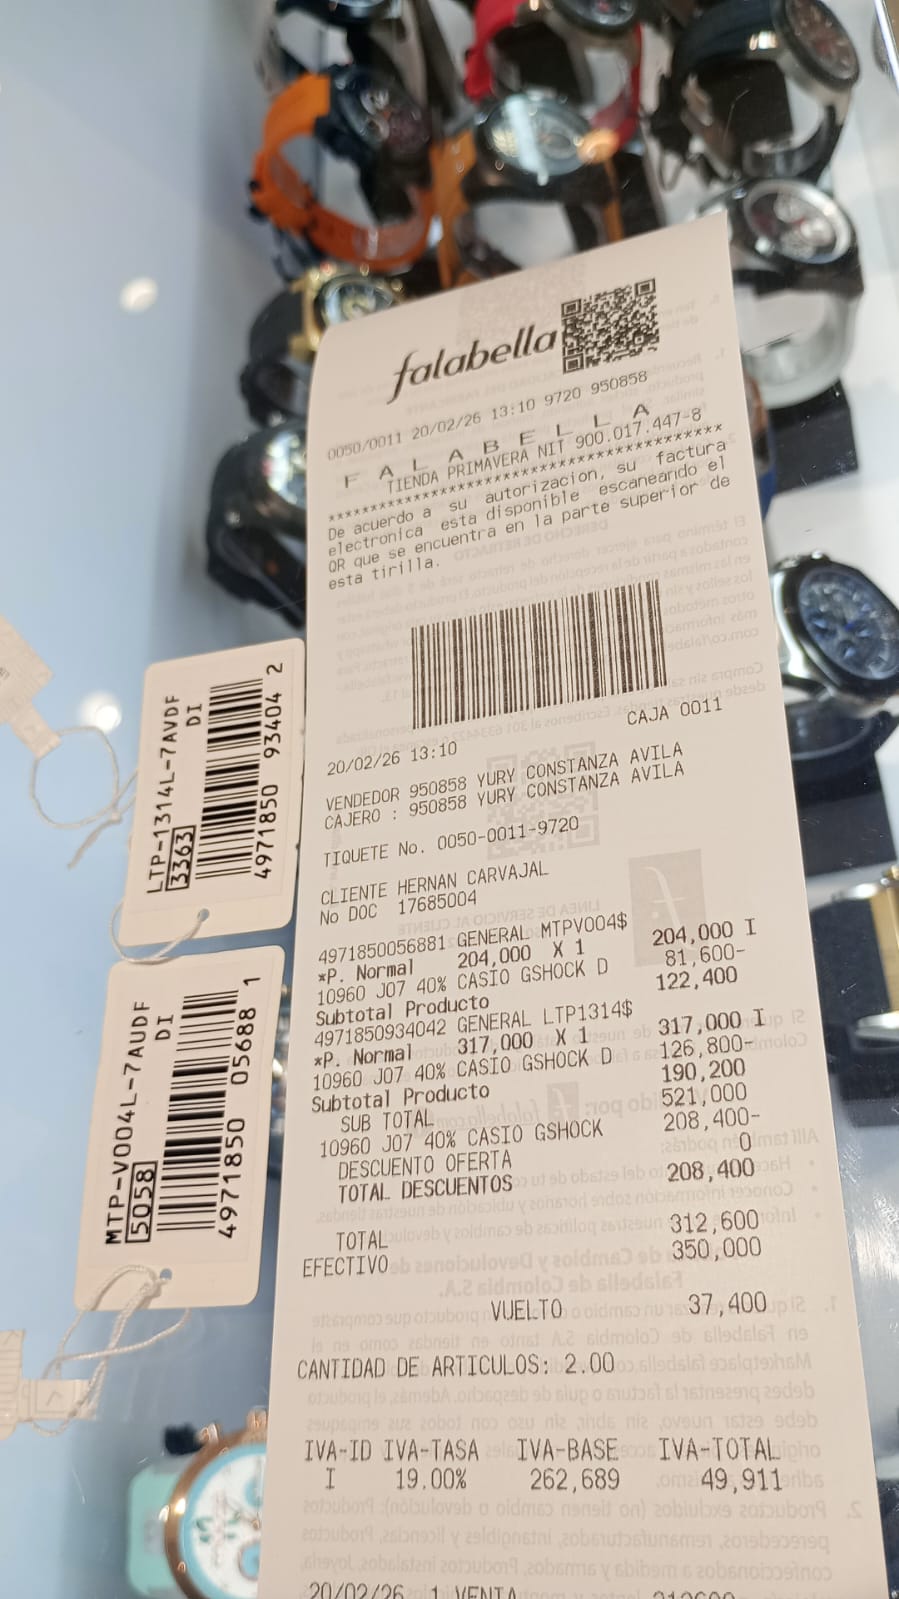 falabella
0050/0011 20/02/26 13:10 9720 950858
F A L A B E L L A
TIENDA PRIMAVERA NIT 900.017.447-8
****************************************
De acuerdo a su autorizacion, su factura
electronica esta disponible escaneando el
QR que se encuentra en la parte superior de
esta tirilla.
20/02/26 13:10 CAJA 0011
VENDEDOR 950858 YURY CONSTANZA AVILA
CAJERO : 950858 YURY CONSTANZA AVILA
TIQUETE No. 0050-0011-9720
CLIENTE HERNAN CARVAJAL
No DOC 17685004
4971850056881 GENERAL MTPV004$ 204,000 I
*P. Normal 204,000 X 1
10960 J07 40% CASIO GSHOCK D 81,600-
Subtotal Producto 122,400
4971850934042 GENERAL LTP1314$ 317,000 I
*P. Normal 317,000 X 1
10960 J07 40% CASIO GSHOCK D 126,800-
Subtotal Producto 190,200
SUB TOTAL 521,000
10960 J07 40% CASIO GSHOCK 208,400-
DESCUENTO OFERTA 0
TOTAL DESCUENTOS 208,400
TOTAL 312,600
EFECTIVO 350,000
VUELTO 37,400
CANTIDAD DE ARTICULOS: 2.00
IVA-ID IVA-TASA IVA-BASE IVA-TOTAL
I 19.00% 262,689 49,911
20/02/26 1 VENTA 312600
LTP-1314L-7AVDF
DI
3363
4971850 93404 2
MTP-V004L-7AUDF
DI
5058
4971850 05688 1